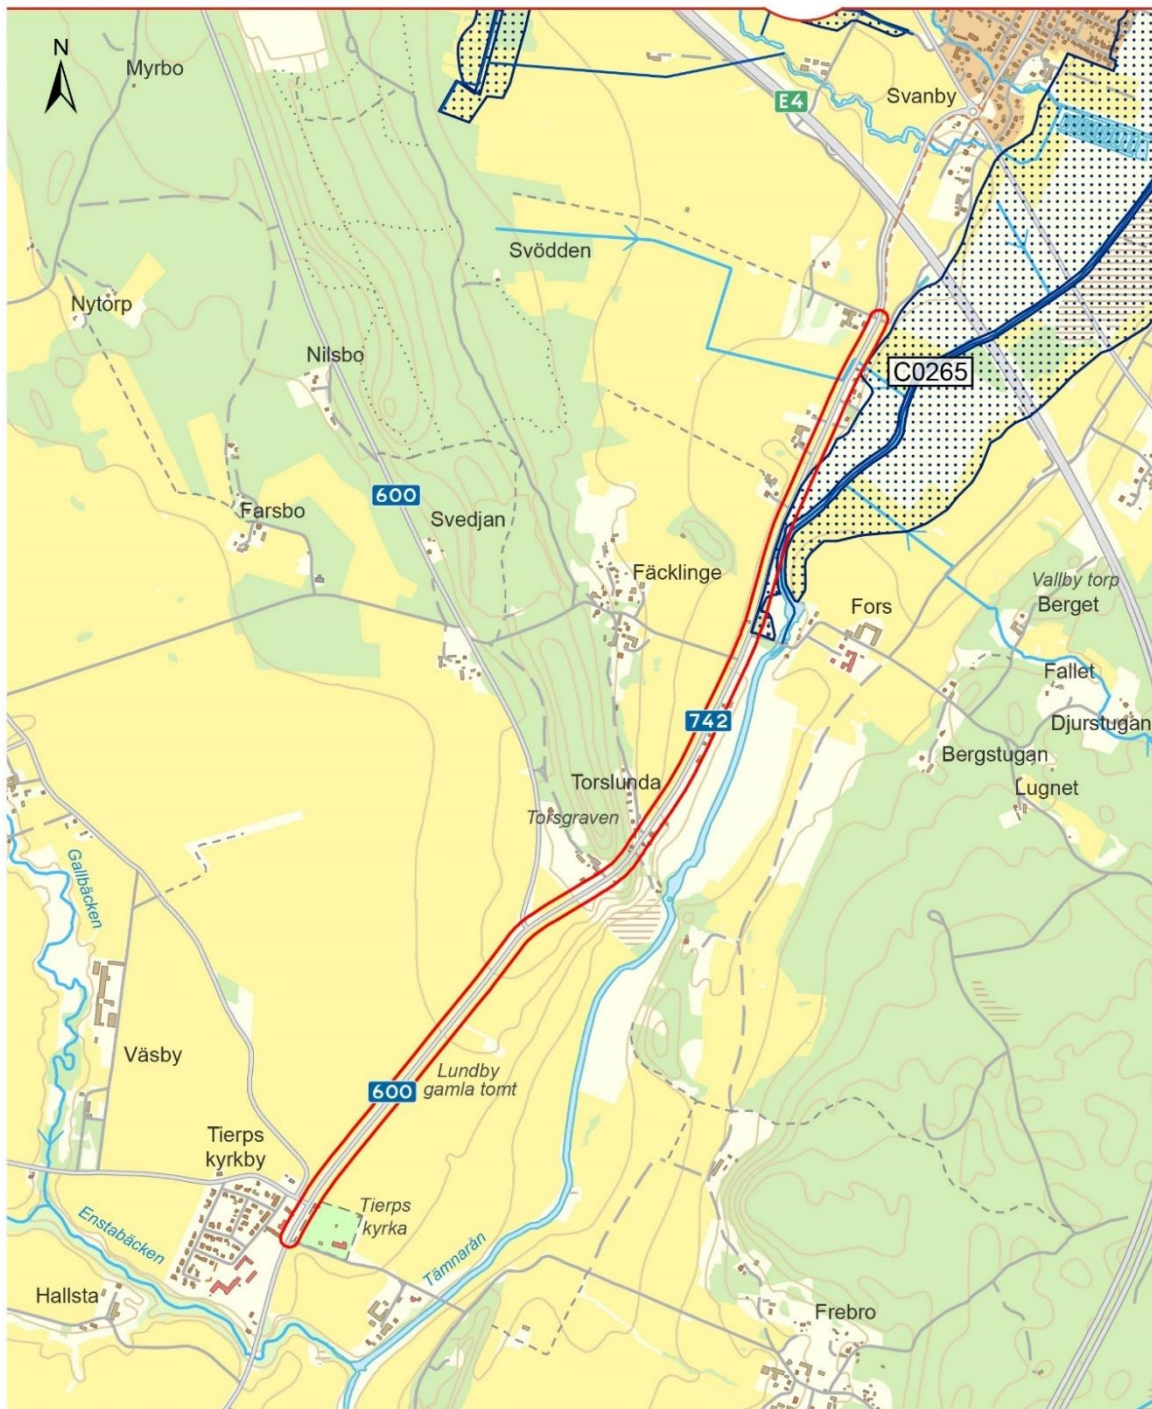 N
Myrbo
E4
Svanby
Svödden
Nytorp
Nilsbo
C0265
600
Farsbo
Svedjan
Fäcklinge
Vallby torp
Berget
Fors
Fallet
742
Djurstugan
Bergstugan
Torslunda
Lugnet
Torsgraven
Gallbäcken
Väsby
Lundby
gamla tomt
600
Tierps
kyrkby
Tierps
kyrka
Enstabäcken
Tämnarån
Hallsta
Frebro